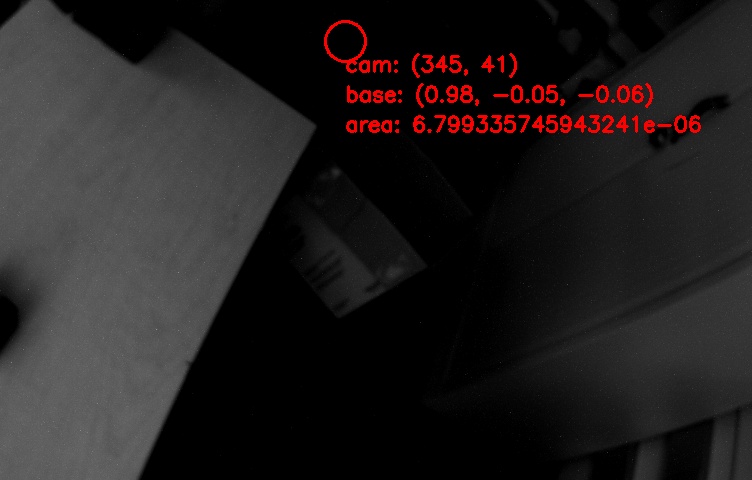 cam: (345, 41)
base: (0.98, −0.05, −0.06)
area: 6.799335745943241e−06